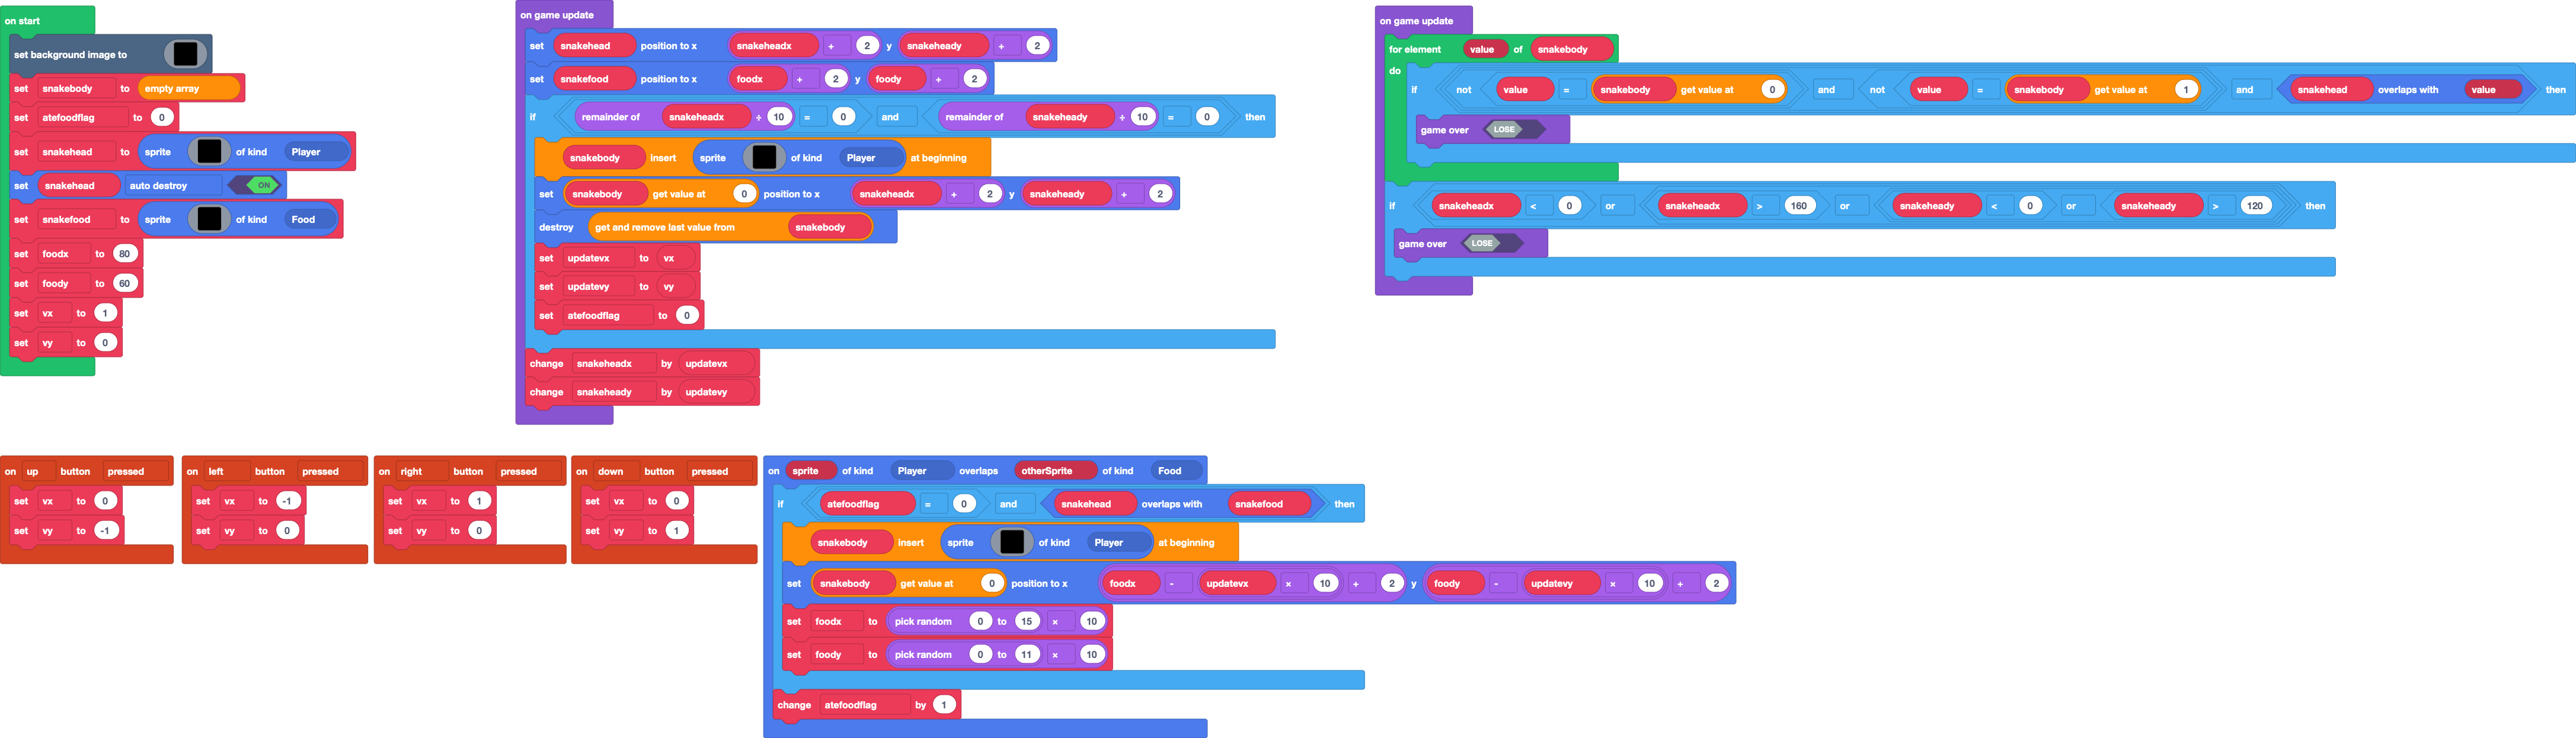 on start
set background image to
set snakebody to empty array
set atefoodflag to 0
set snakehead to sprite of kind Player
set snakehead auto destroy ON
set snakefood to sprite of kind Food
set foodx to 80
set foody to 60
set vx to 1
set vy to 0
on game update
set snakehead position to x snakeheadx + 2 y snakeheady + 2
set snakefood position to x foodx + 2 y foody + 2
if remainder of snakeheadx ÷ 10 = 0 and remainder of snakeheady ÷ 10 = 0 then
snakebody insert sprite of kind Player at beginning
set snakebody get value at 0 position to x snakeheadx + 2 y snakeheady + 2
destroy get and remove last value from snakebody
set updatevx to vx
set updatevy to vy
set atefoodflag to 0
change snakeheadx by updatevx
change snakeheady by updatevy
on game update
for element value of snakebody
do
if not value = snakebody get value at 0 and not value = snakebody get value at 1 and snakehead overlaps with value then
game over LOSE
if snakeheadx < 0 or snakeheadx > 160 or snakeheady < 0 or snakeheady > 120 then
game over LOSE
on up button pressed
set vx to 0
set vy to -1
on left button pressed
set vx to -1
set vy to 0
on right button pressed
set vx to 1
set vy to 0
on down button pressed
set vx to 0
set vy to 1
on sprite of kind Player overlaps otherSprite of kind Food
if atefoodflag = 0 and snakehead overlaps with snakefood then
snakebody insert sprite of kind Player at beginning
set snakebody get value at 0 position to x foodx - updatevx × 10 + 2 y foody - updatevy × 10 + 2
set foodx to pick random 0 to 15 × 10
set foody to pick random 0 to 11 × 10
change atefoodflag by 1